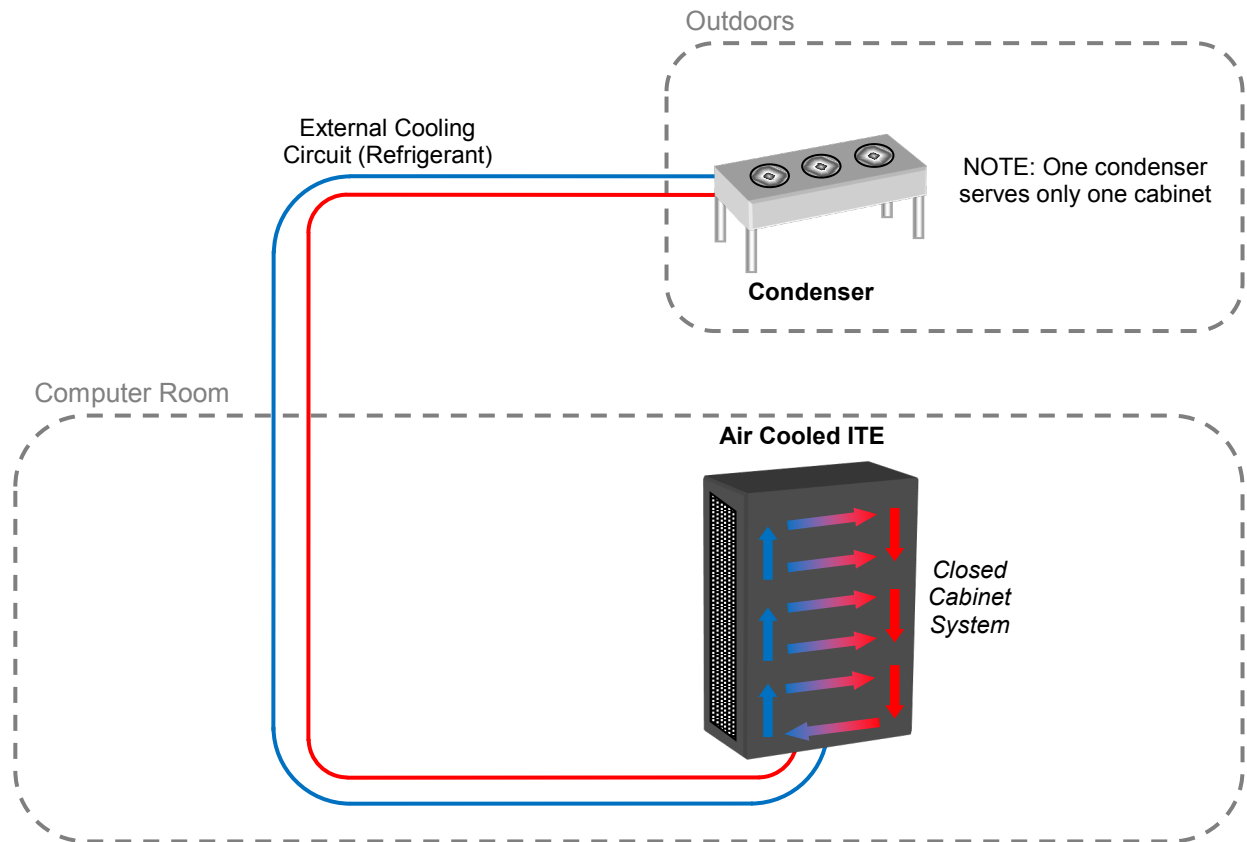 Outdoors
External Cooling
Circuit (Refrigerant)
NOTE: One condenser
serves only one cabinet
Condenser
Computer Room
Air Cooled ITE
Closed
Cabinet
System